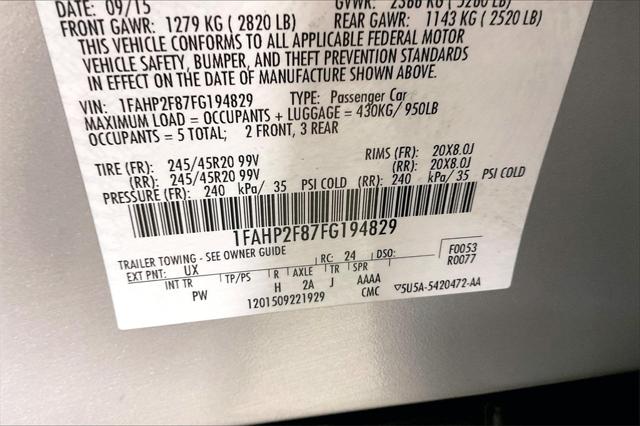 DATE: 09/15 GVWR: 2386 KG (5260 LB)
FRONT GAWR: 1279 KG (2820 LB) REAR GAWR: 1143 KG (2520 LB)
THIS VEHICLE CONFORMS TO ALL APPLICABLE FEDERAL MOTOR
VEHICLE SAFETY, BUMPER, AND THEFT PREVENTION STANDARDS
IN EFFECT ON THE DATE OF MANUFACTURE SHOWN ABOVE.
VIN: 1FAHP2F87FG194829 TYPE: Passenger Car
MAXIMUM LOAD = OCCUPANTS + LUGGAGE = 430KG/950LB
OCCUPANTS = 5 TOTAL; 2 FRONT, 3 REAR
TIRE (FR): 245/45R20 99V RIMS (FR): 20X8.0J
(RR): 245/45R20 99V (RR): 20X8.0J
PRESSURE (FR): 240 kPa/ 35 PSI COLD (RR): 240 kPa/ 35 PSI COLD
1FAHP2F87FG194829
TRAILER TOWING - SEE OWNER GUIDE
EXT PNT: UX RC: 24 DSO: F0053
R0077
INT TR TP/PS R AXLE TR SPR
PW H 2A J AAAA
1201509221929 CMC ▽5U5A-5420472-AA